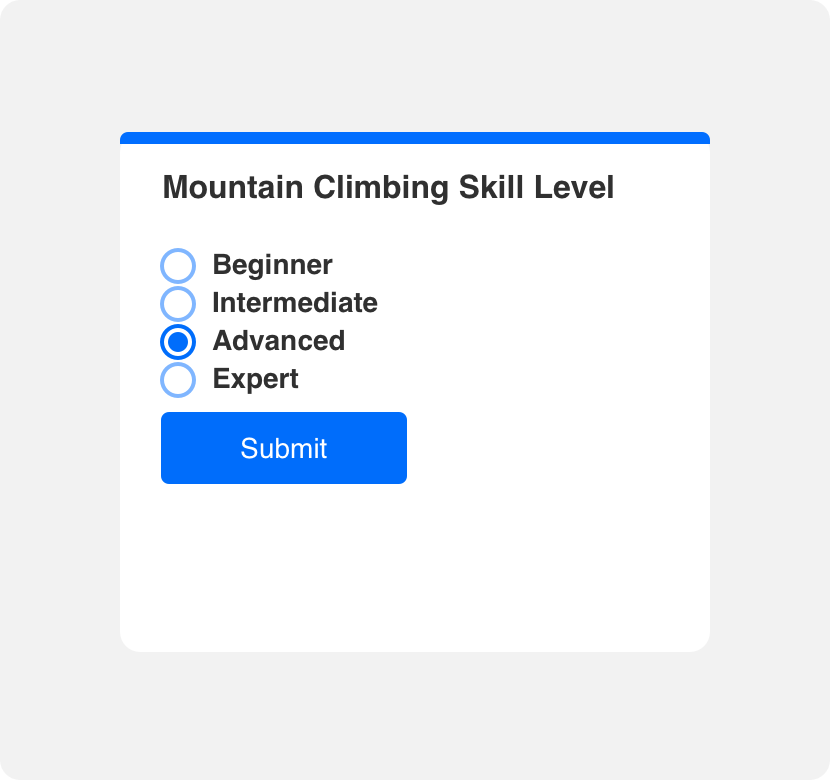 Mountain Climbing Skill Level
Beginner
Intermediate
Advanced
Expert
Submit